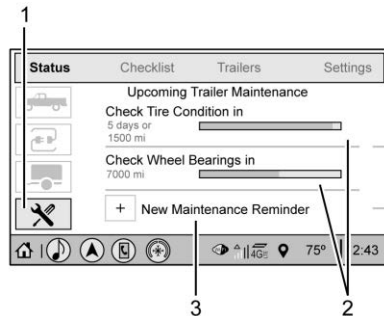 1
Status Checklist Trailers Settings
Upcoming Trailer Maintenance
Check Tire Condition in
5 days or
1500 mi
Check Wheel Bearings in
7000 mi
+ New Maintenance Reminder
4GE 75° 2:43
3 2